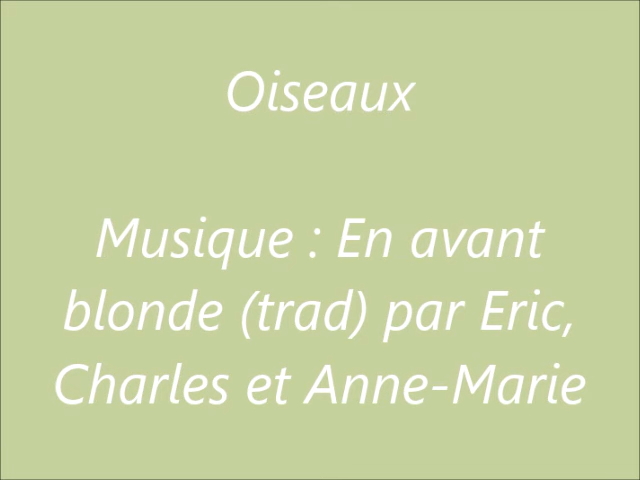 Oiseaux
Musique : En avant
blonde (trad) par Eric,
Charles et Anne-Marie